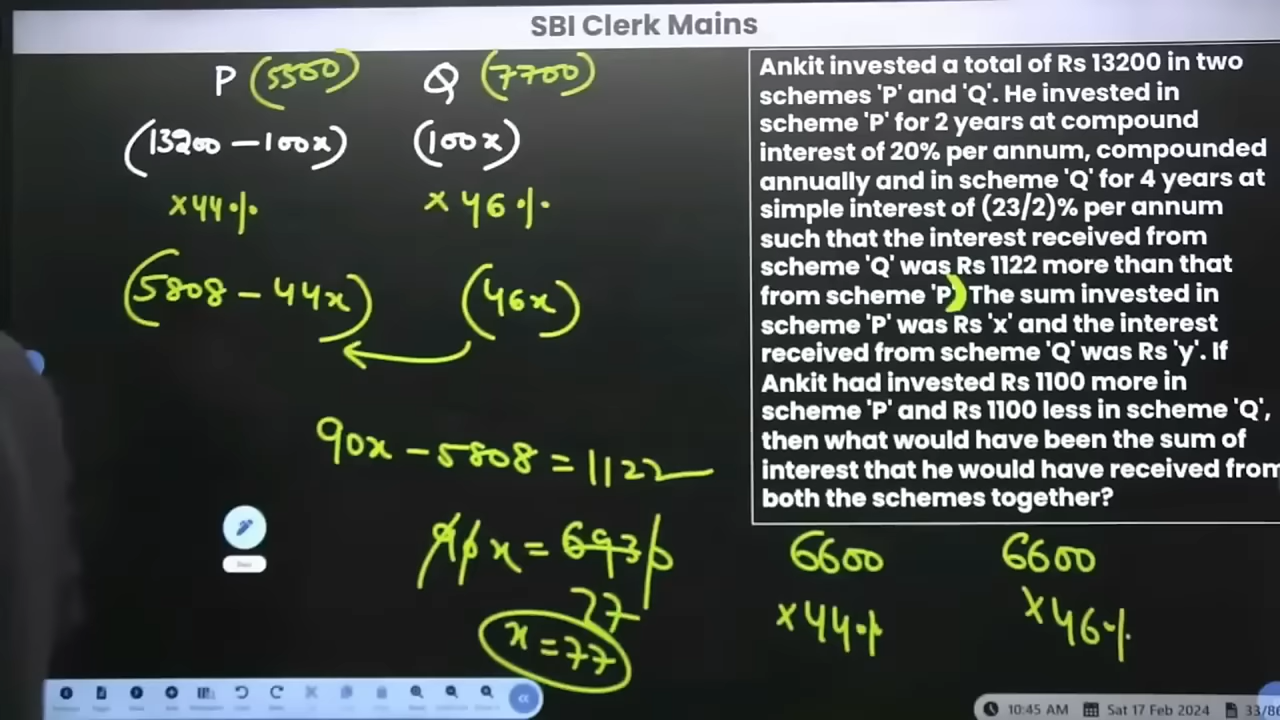 SBI Clerk Mains
P (5500) Q (7700)
(13200 - 100x) (100x)
x 44% x 46%
(5808 - 44x) (46x)
90x - 5808 = 1122
90x = 6930
77
x = 77
Ankit invested a total of Rs 13200 in two
schemes 'P' and 'Q'. He invested in
scheme 'P' for 2 years at compound
interest of 20% per annum, compounded
annually and in scheme 'Q' for 4 years at
simple interest of (23/2)% per annum
such that the interest received from
scheme 'Q' was Rs 1122 more than that
from scheme 'P') The sum invested in
scheme 'P' was Rs 'x' and the interest
received from scheme 'Q' was Rs 'y'. If
Ankit had invested Rs 1100 more in
scheme 'P' and Rs 1100 less in scheme 'Q',
then what would have been the sum of
interest that he would have received from
both the schemes together?
6600 6600
x 44% x 46%
10:45 AM Sat 17 Feb 2024 33/86